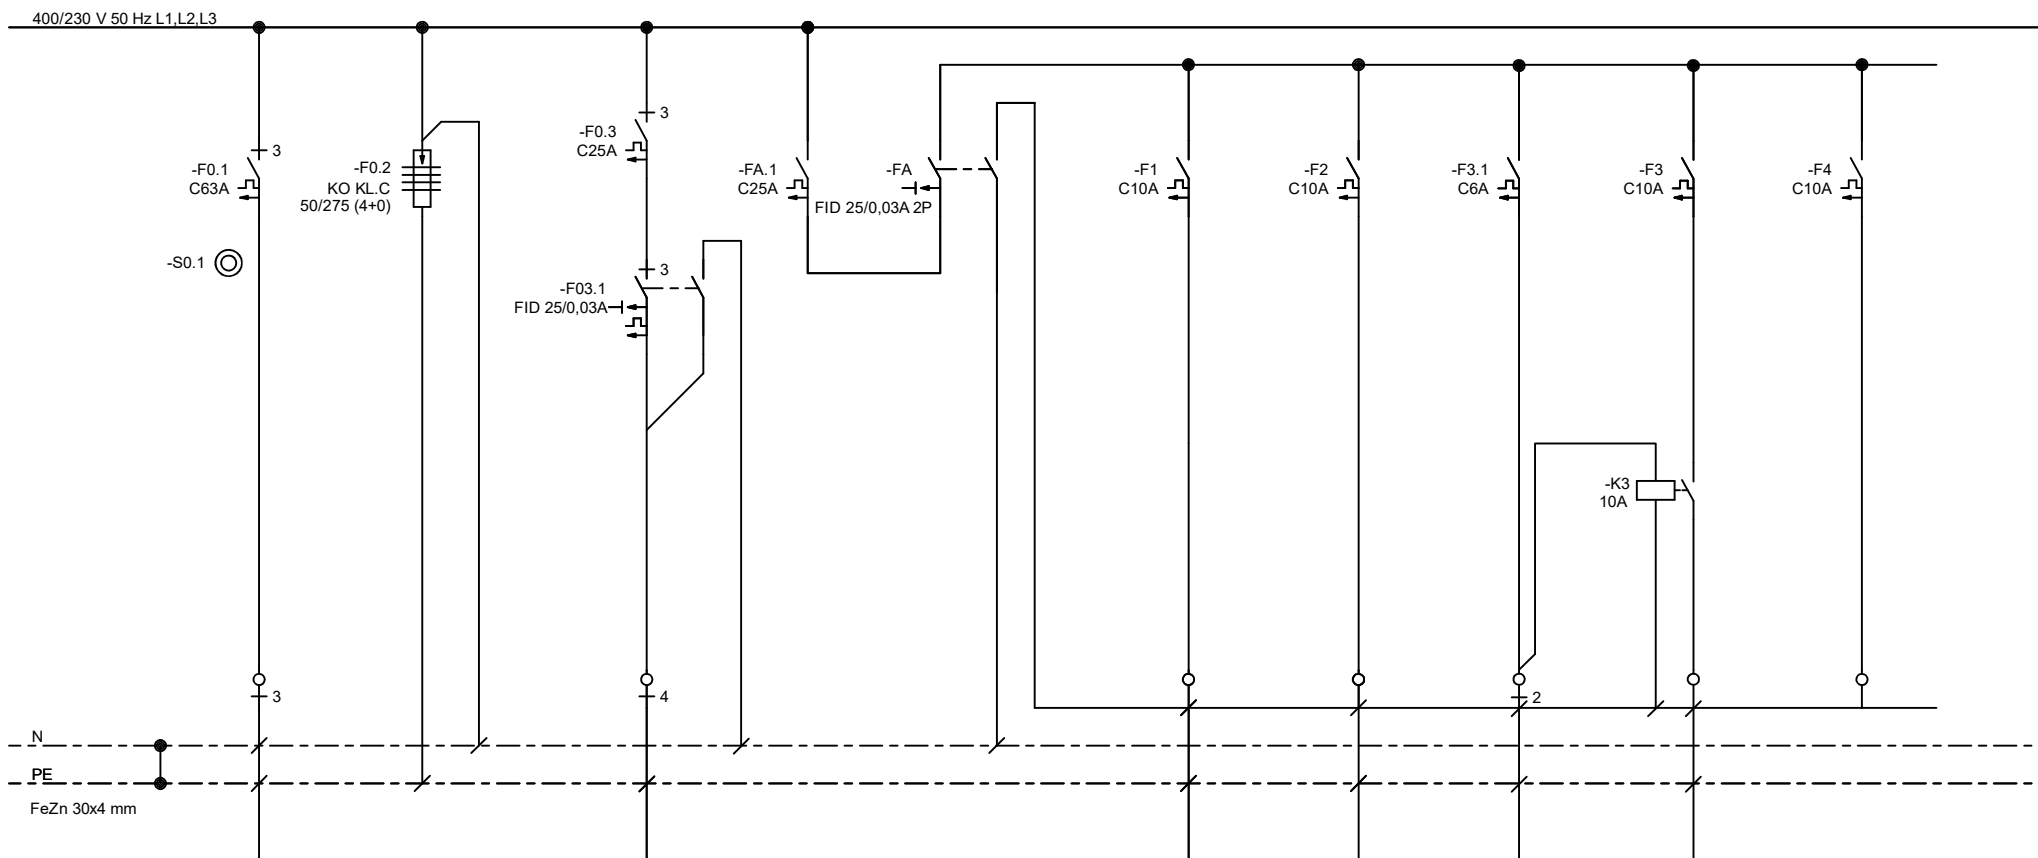 400/230 V 50 Hz L1,L2,L3
3
-F0.1
C63A
-S0.1
3
-F0.2
KO KL.C
50/275 (4+0)
3
-F0.3
C25A
3
-F03.1
FID 25/0,03A
4
-FA.1
C25A
-FA
FID 25/0,03A 2P
-F1
C10A
-F2
C10A
-F3.1
C6A
2
-F3
C10A
-K3
10A
-F4
C10A
N
PE
FeZn 30x4 mm